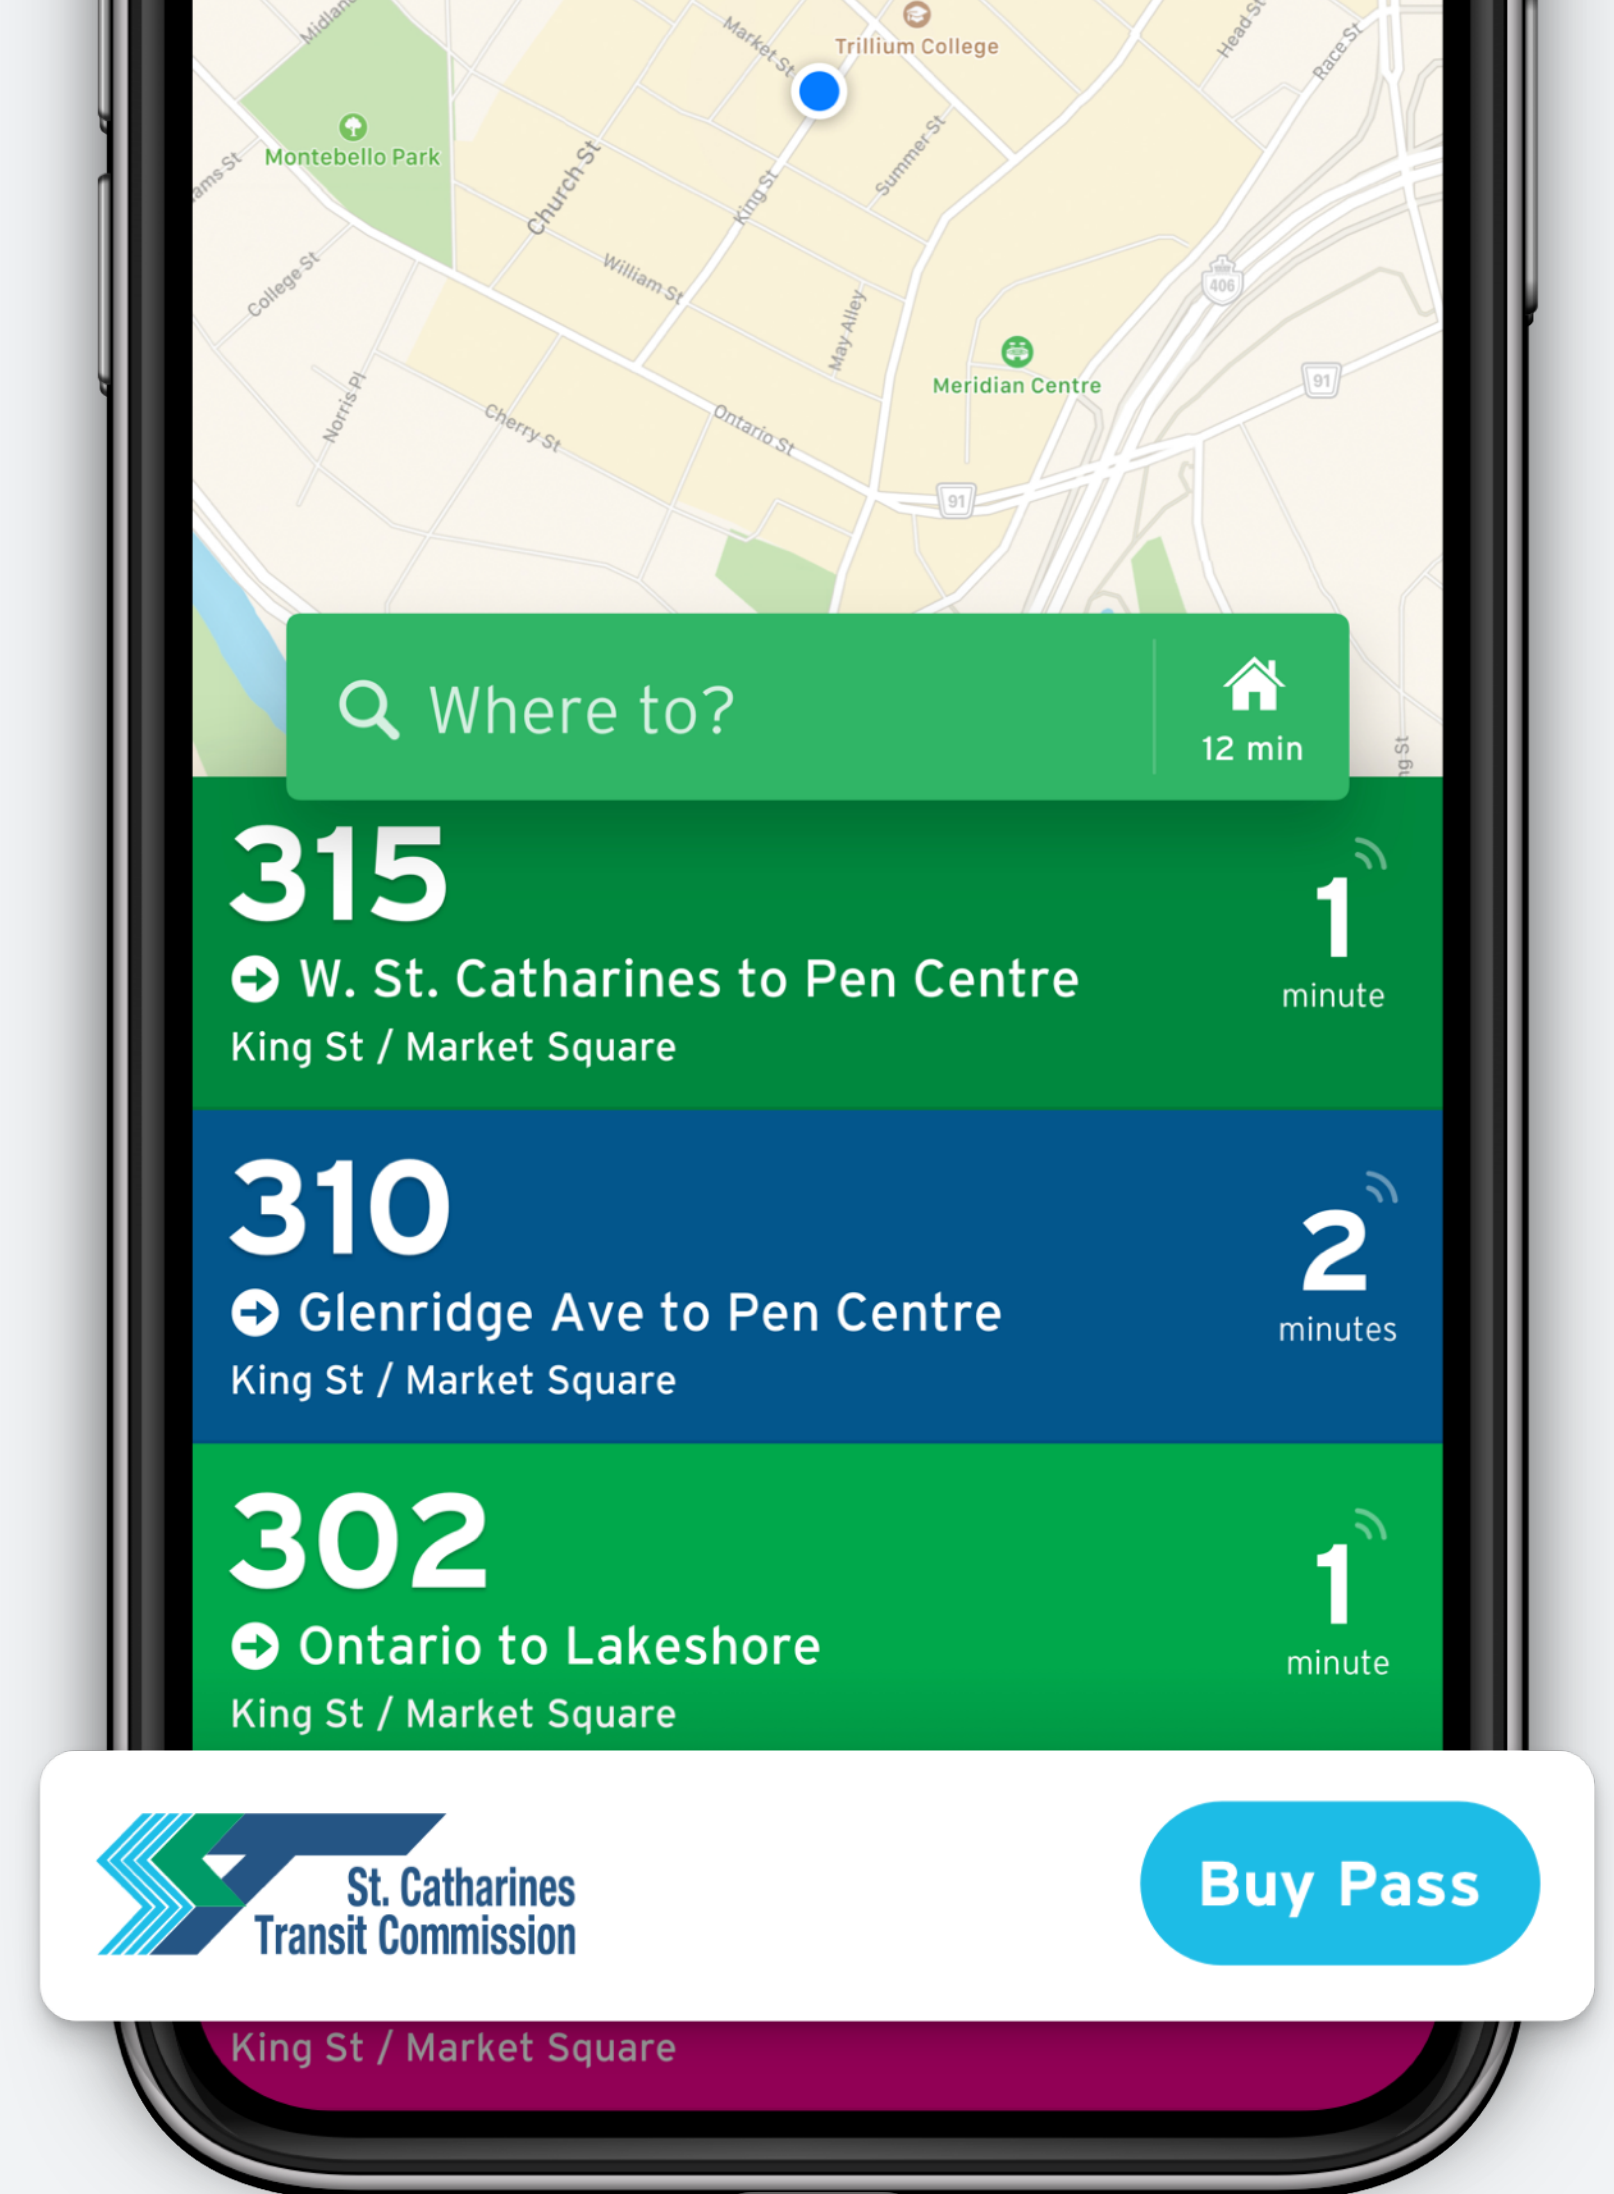 Midlan
Market St
Trillium College
Head St
Race St
Montebello Park
ams St
Church St
King St
Summer St
College St
William St
406
May Alley
Meridian Centre
91
Norris Pl
Cherry St
Ontario St
91
Where to?
12 min
ng St
315
1
W. St. Catharines to Pen Centre
minute
King St / Market Square
310
2
Glenridge Ave to Pen Centre
minutes
King St / Market Square
302
1
Ontario to Lakeshore
minute
King St / Market Square
St. Catharines
Transit Commission
Buy Pass
King St / Market Square